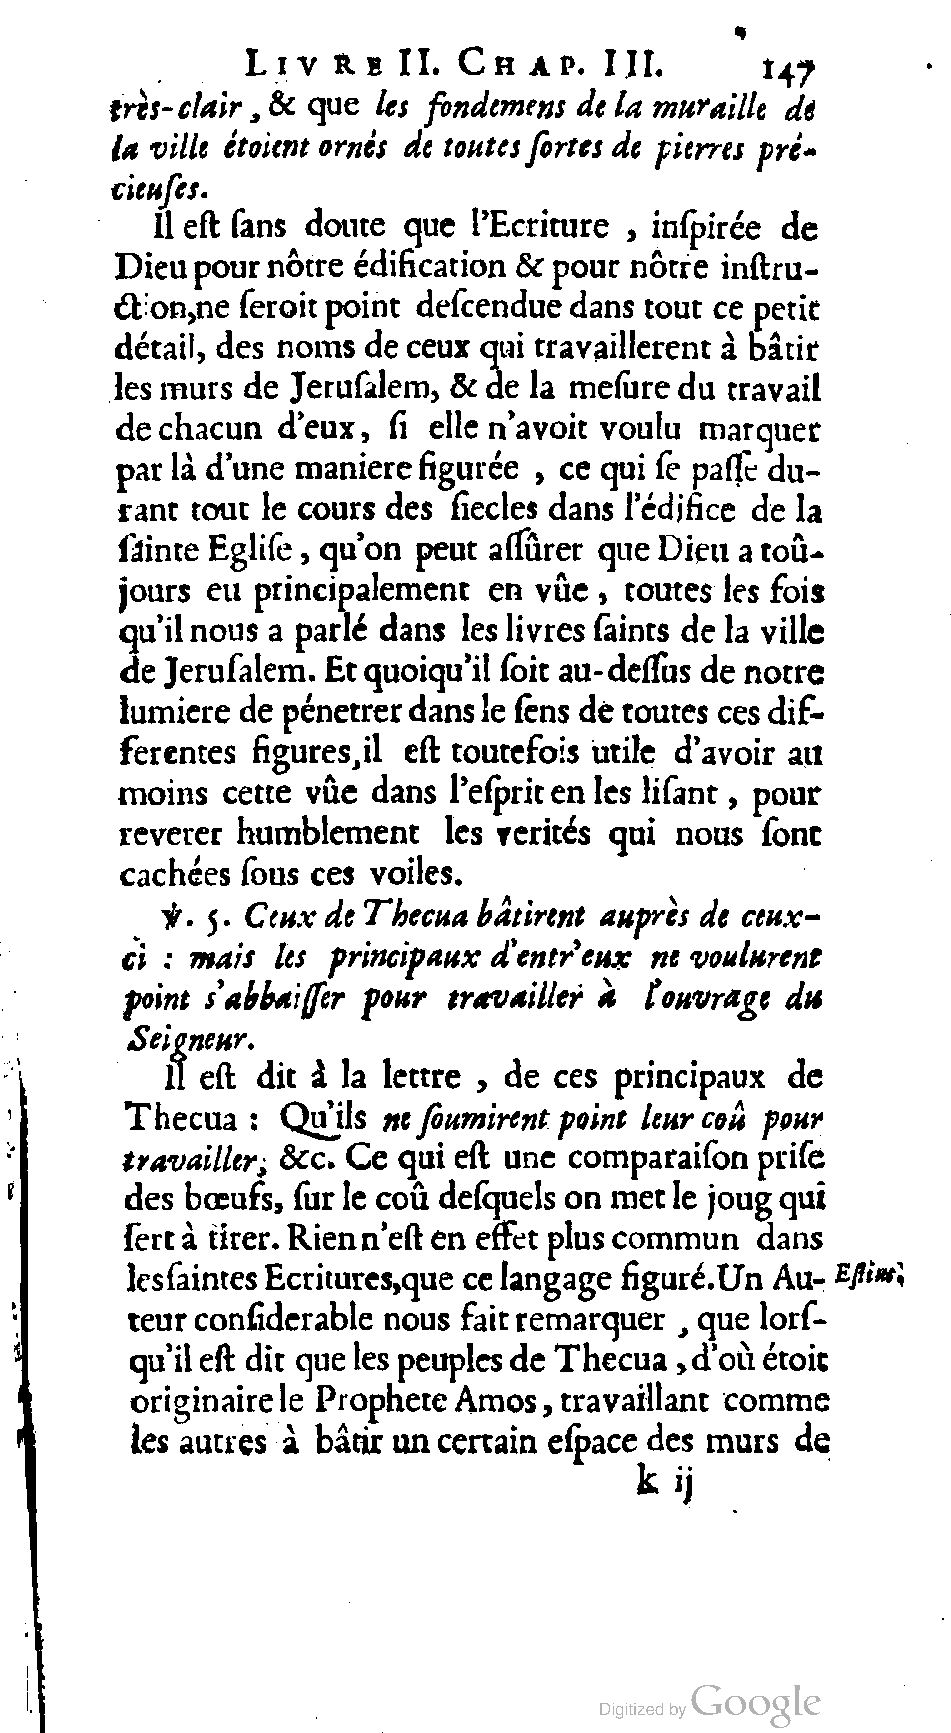 LIVRE II. CHAP. III. 147
très-clair, & que les fondemens de la muraille de
la ville étoient ornés de toutes ſortes de pierres pré-
cieuſes.
Il eſt ſans doute que l'Ecriture , inſpirée de
Dieu pour nôtre édification & pour nôtre inſtru-
ction,ne ſeroit point deſcendue dans tout ce petit
détail, des noms de ceux qui travaillerent à bâtir
les murs de Jeruſalem, & de la meſure du travail
de chacun d'eux, ſi elle n'avoit voulu marquer
par là d'une maniere figurée , ce qui ſe paſſe du-
rant tout le cours des ſiecles dans l'édifice de la
ſainte Egliſe, qu'on peut aſſûrer que Dieu a toû-
jours eu principalement en vûe, toutes les fois
qu'il nous a parlé dans les livres ſaints de la ville
de Jeruſalem. Et quoiqu'il ſoit au-deſſus de notre
lumiere de pénetrer dans le ſens de toutes ces dif-
ferentes figures,il eſt toutefois utile d'avoir au
moins cette vûe dans l'eſprit en les liſant, pour
reverer humblement les verités qui nous ſont
cachées ſous ces voiles.
℣. 5. Ceux de Thecua bâtirent auprès de ceux-
ci : mais les principaux d'entr'eux ne voulurent
point s'abbaiſſer pour travailler à l'ouvrage du
Seigneur.
Il eſt dit à la lettre , de ces principaux de
Thecua : Qu'ils ne ſoumirent point leur coû pour
travailler, &c. Ce qui eſt une comparaiſon priſe
des bœufs, ſur le coû deſquels on met le joug qui
ſert à tirer. Rien n'eſt en effet plus commun dans
les ſaintes Ecritures,que ce langage figuré.Un Au- Eſtius;
teur conſiderable nous fait remarquer , que lorſ-
qu'il eſt dit que les peuples de Thecua ,d'où étoit
originaire le Prophete Amos, travaillant comme
les autres à bâtir un certain eſpace des murs de
k ij
Digitized by Google